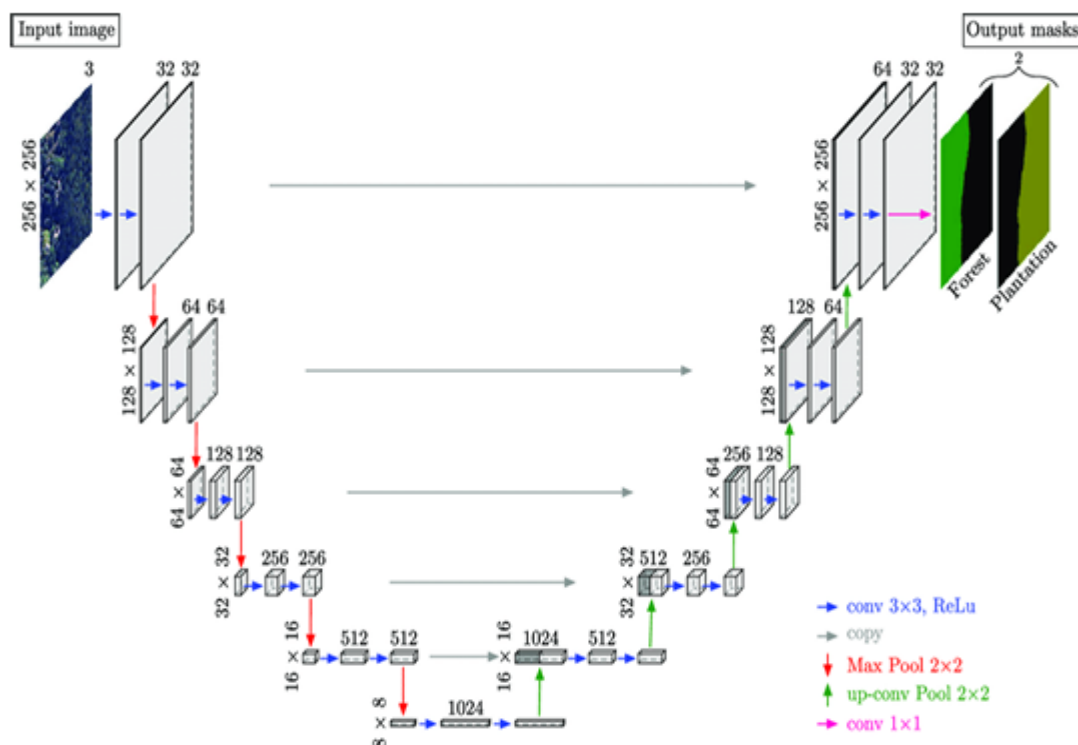 Input image
Output masks
3
32 32
64 32 32
2
256 × 256
256 × 256
Forest
Plantation
64 64
128 64
128 × 128
128 × 128
128 128
256 128
64 × 64
64 × 64
256 256
512 256
32 × 32
32 × 32
512 512
1024 512
16 × 16
16 × 16
1024
8 × 8
conv 3×3, ReLu
copy
Max Pool 2×2
up-conv Pool 2×2
conv 1×1